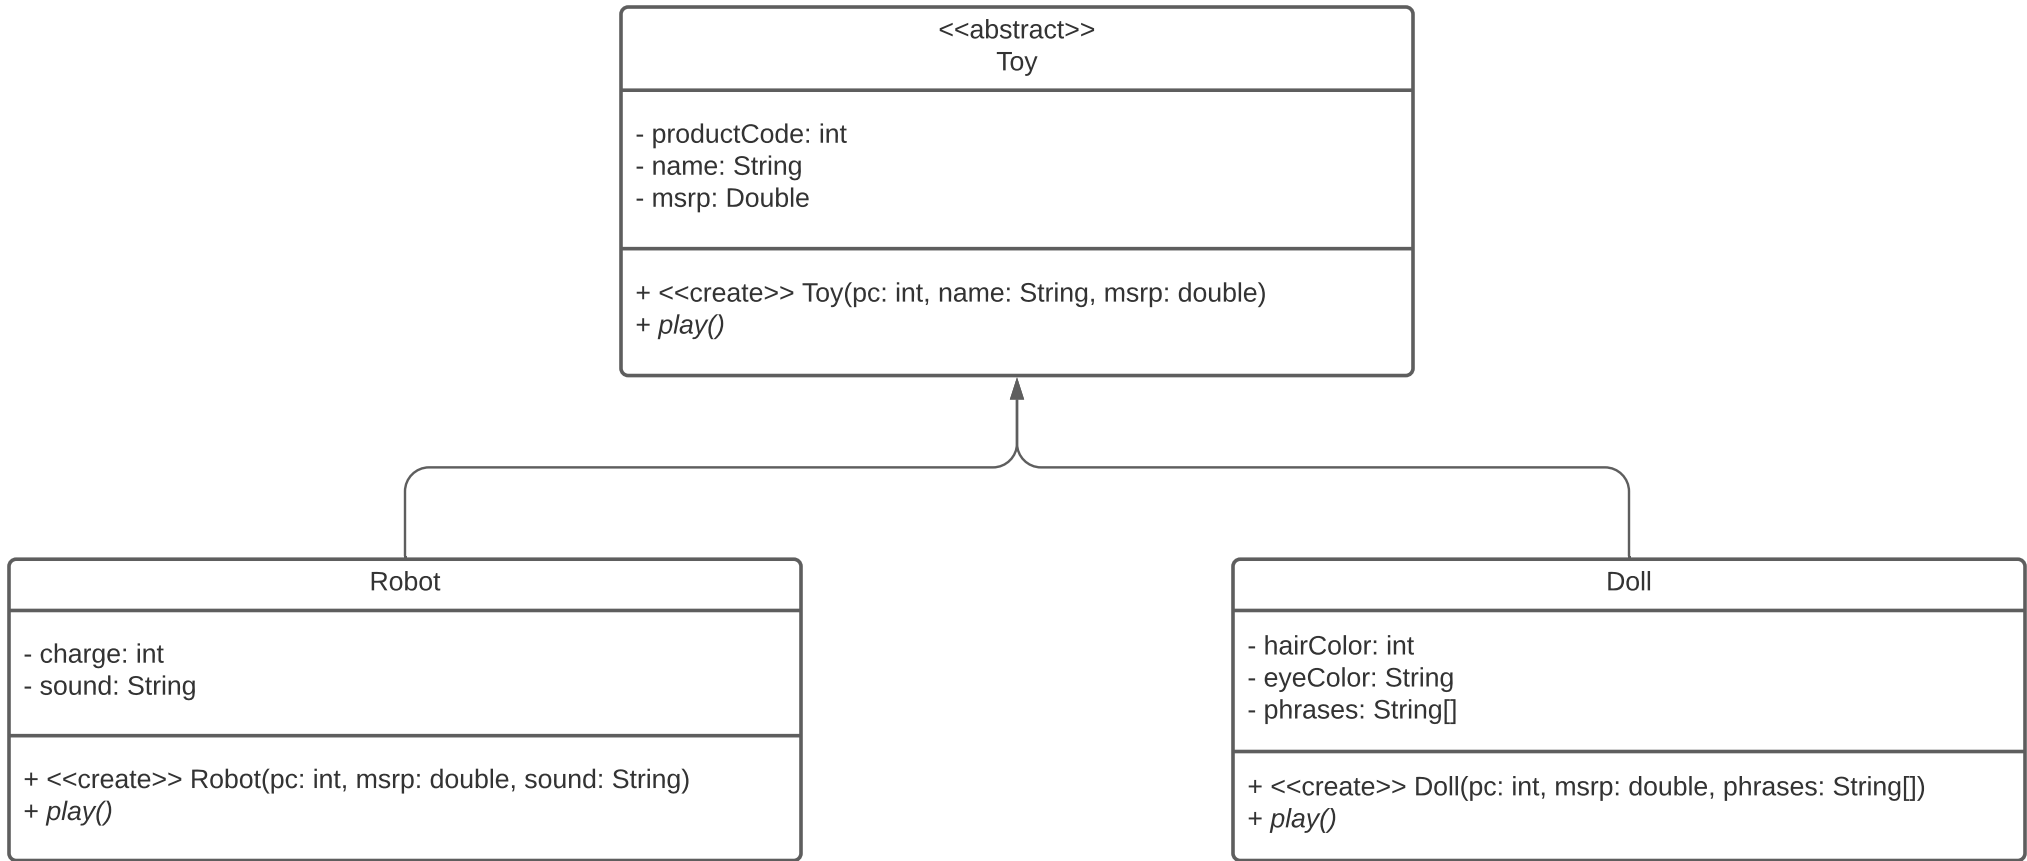 <<abstract>>
Toy
- productCode: int
- name: String
- msrp: Double
+ <<create>> Toy(pc: int, name: String, msrp: double)
+ play()
Robot
- charge: int
- sound: String
+ <<create>> Robot(pc: int, msrp: double, sound: String)
+ play()
Doll
- hairColor: int
- eyeColor: String
- phrases: String[]
+ <<create>> Doll(pc: int, msrp: double, phrases: String[])
+ play()